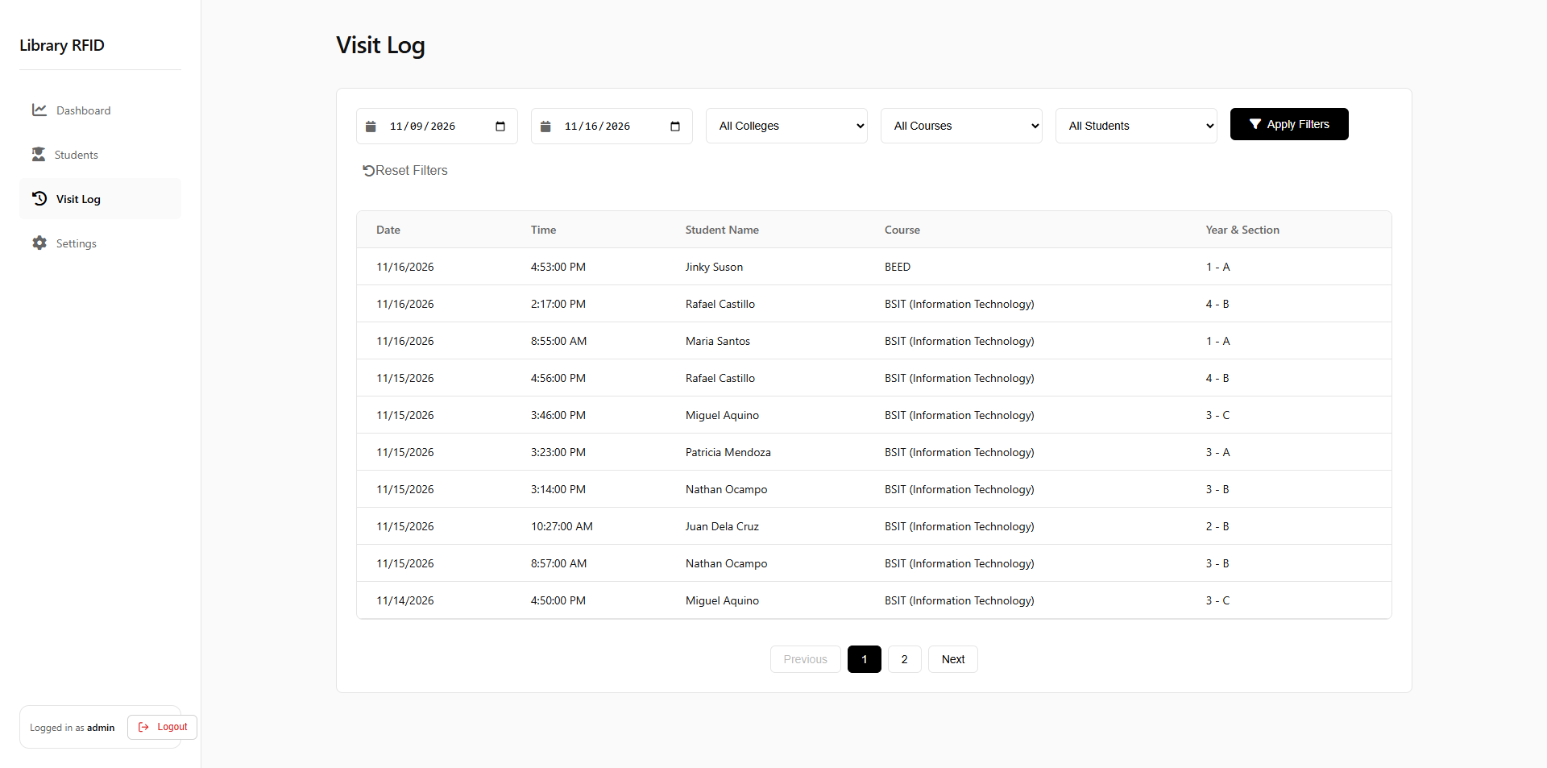 Library RFID
Dashboard
Students
Visit Log
Settings
Logged in as admin
Logout
Visit Log
11/09/2026
11/16/2026
All Colleges
All Courses
All Students
Apply Filters
Reset Filters
Date Time Student Name Course Year & Section
11/16/2026 4:53:00 PM Jinky Suson BEED 1 - A
11/16/2026 2:17:00 PM Rafael Castillo BSIT (Information Technology) 4 - B
11/16/2026 8:55:00 AM Maria Santos BSIT (Information Technology) 1 - A
11/15/2026 4:56:00 PM Rafael Castillo BSIT (Information Technology) 4 - B
11/15/2026 3:46:00 PM Miguel Aquino BSIT (Information Technology) 3 - C
11/15/2026 3:23:00 PM Patricia Mendoza BSIT (Information Technology) 3 - A
11/15/2026 3:14:00 PM Nathan Ocampo BSIT (Information Technology) 3 - B
11/15/2026 10:27:00 AM Juan Dela Cruz BSIT (Information Technology) 2 - B
11/15/2026 8:57:00 AM Nathan Ocampo BSIT (Information Technology) 3 - B
11/14/2026 4:50:00 PM Miguel Aquino BSIT (Information Technology) 3 - C
Previous 1 2 Next